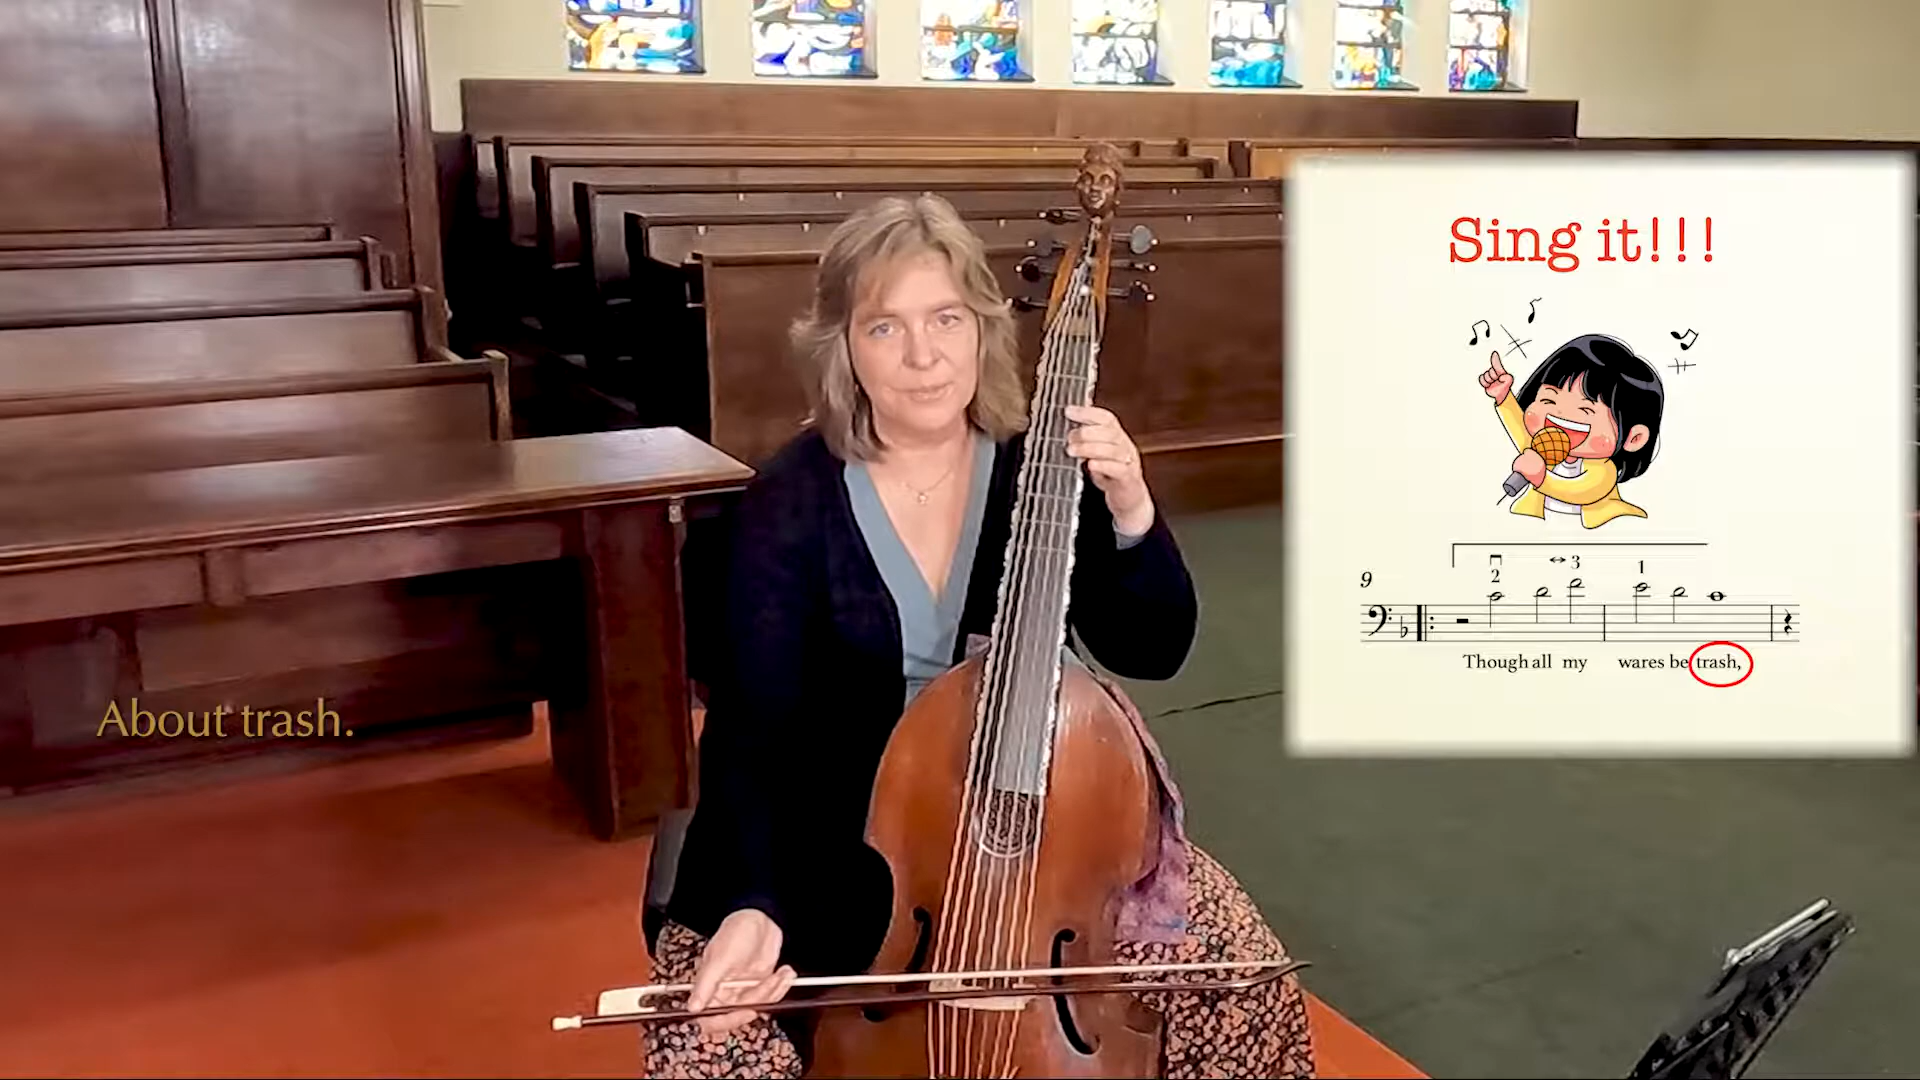 Sing it!!!
9
2 3 1
Though all my wares be trash,
About trash.